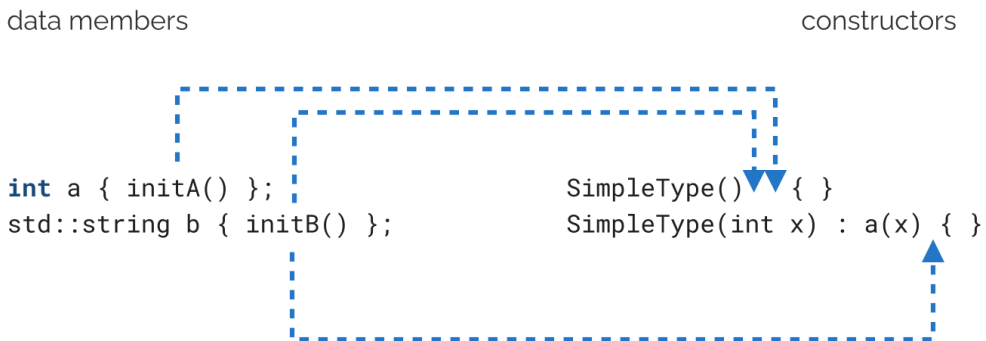 data members
constructors
int a { initA() };
SimpleType() { }
std::string b { initB() };
SimpleType(int x) : a(x) { }